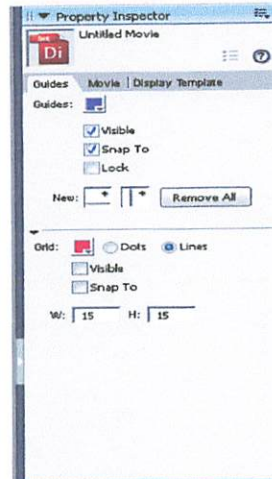 Property Inspector
Untitled Movie
Di
Guides Movie Display Template
Guides:
Visible
Snap To
Lock
New: Remove All
Grid: Dots Lines
Visible
Snap To
W: 15 H: 15